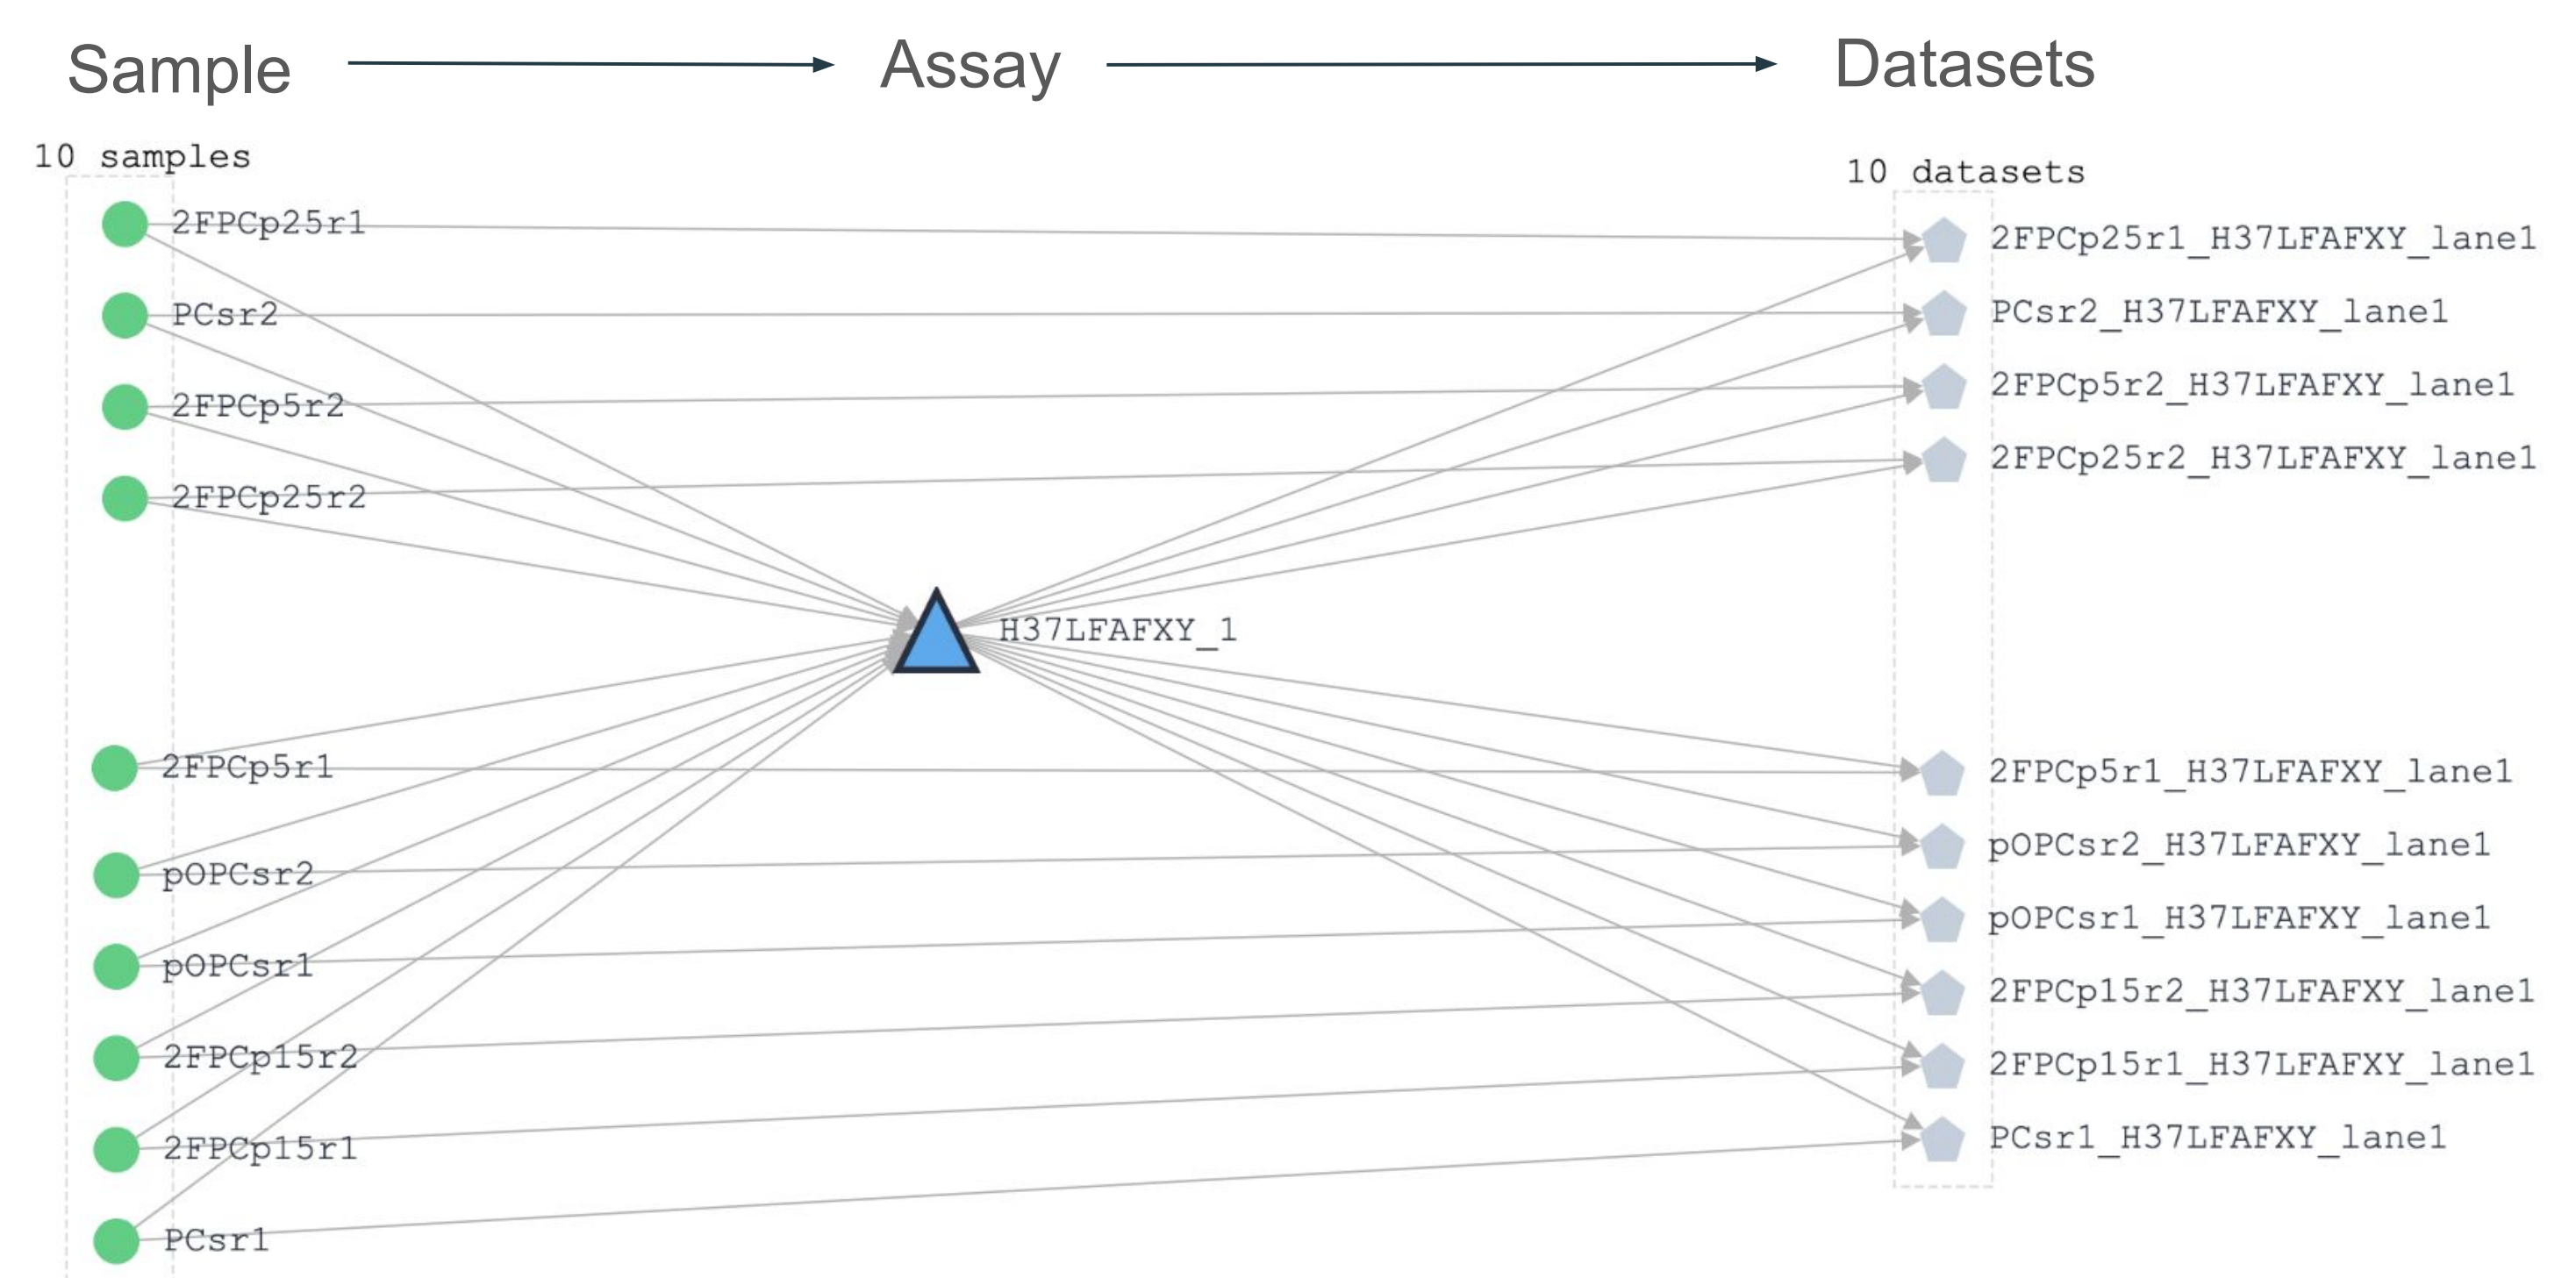 Sample
Assay
Datasets
10 samples
10 datasets
2FPCp25r1
PCsr2
2FPCp5r2
2FPCp25r2
2FPCp5r1
pOPCsr2
pOPCsr1
2FPCp15r2
2FPCp15r1
PCsr1
H37LFAFXY_1
2FPCp25r1_H37LFAFXY_lane1
PCsr2_H37LFAFXY_lane1
2FPCp5r2_H37LFAFXY_lane1
2FPCp25r2_H37LFAFXY_lane1
2FPCp5r1_H37LFAFXY_lane1
pOPCsr2_H37LFAFXY_lane1
pOPCsr1_H37LFAFXY_lane1
2FPCp15r2_H37LFAFXY_lane1
2FPCp15r1_H37LFAFXY_lane1
PCsr1_H37LFAFXY_lane1